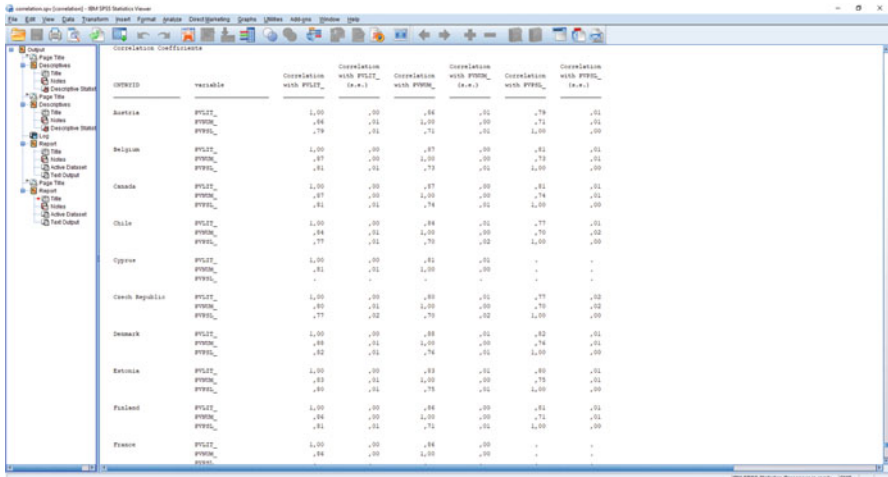 correlation.spv [correlation] - IBM SPSS Statistics Viewer
File Edit View Data Transform Insert Format Analyze Direct Marketing Graphs Utilities Add-ons Window Help
Output
Page Title
Descriptives
Title
Notes
Descriptive Statist
Page Title
Descriptives
Title
Notes
Descriptive Statist
Log
Report
Title
Notes
Active Dataset
Text Output
Page Title
Report
Title
Notes
Active Dataset
Text Output
Correlation Coefficients
CNTRYID variable Correlation with PVLIT_ Correlation with PVLIT_ (s.e.) Correlation with PVNUM_ Correlation with PVNUM_ (s.e.) Correlation with PVPSL_ Correlation with PVPSL_ (s.e.)
Austria PVLIT_ 1,00 ,00 ,86 ,01 ,79 ,01
PVNUM_ ,86 ,01 1,00 ,00 ,71 ,01
PVPSL_ ,79 ,01 ,71 ,01 1,00 ,00
Belgium PVLIT_ 1,00 ,00 ,87 ,00 ,81 ,01
PVNUM_ ,87 ,00 1,00 ,00 ,73 ,01
PVPSL_ ,81 ,01 ,73 ,01 1,00 ,00
Canada PVLIT_ 1,00 ,00 ,87 ,00 ,81 ,01
PVNUM_ ,87 ,00 1,00 ,00 ,74 ,01
PVPSL_ ,81 ,01 ,74 ,01 1,00 ,00
Chile PVLIT_ 1,00 ,00 ,84 ,01 ,77 ,01
PVNUM_ ,84 ,01 1,00 ,00 ,70 ,02
PVPSL_ ,77 ,01 ,70 ,02 1,00 ,00
Cyprus PVLIT_ 1,00 ,00 ,81 ,01 . .
PVNUM_ ,81 ,01 1,00 ,00 . .
PVPSL_ . . . . . .
Czech Republic PVLIT_ 1,00 ,00 ,80 ,01 ,77 ,02
PVNUM_ ,80 ,01 1,00 ,00 ,70 ,02
PVPSL_ ,77 ,02 ,70 ,02 1,00 ,00
Denmark PVLIT_ 1,00 ,00 ,88 ,01 ,82 ,01
PVNUM_ ,88 ,01 1,00 ,00 ,76 ,01
PVPSL_ ,82 ,01 ,76 ,01 1,00 ,00
Estonia PVLIT_ 1,00 ,00 ,83 ,01 ,80 ,01
PVNUM_ ,83 ,01 1,00 ,00 ,75 ,01
PVPSL_ ,80 ,01 ,75 ,01 1,00 ,00
Finland PVLIT_ 1,00 ,00 ,86 ,00 ,81 ,01
PVNUM_ ,86 ,00 1,00 ,00 ,71 ,01
PVPSL_ ,81 ,01 ,71 ,01 1,00 ,00
France PVLIT_ 1,00 ,00 ,86 ,00 . .
PVNUM_ ,86 ,00 1,00 ,00 . .
PVPSL_